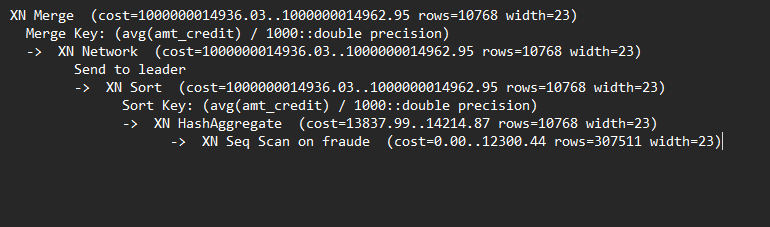 XN Merge  (cost=1000000014936.03..1000000014962.95 rows=10768 width=23)
  Merge Key: (avg(amt_credit) / 1000::double precision)
  ->  XN Network  (cost=1000000014936.03..1000000014962.95 rows=10768 width=23)
        Send to leader
        ->  XN Sort  (cost=1000000014936.03..1000000014962.95 rows=10768 width=23)
              Sort Key: (avg(amt_credit) / 1000::double precision)
              ->  XN HashAggregate  (cost=13837.99..14214.87 rows=10768 width=23)
                    ->  XN Seq Scan on fraude  (cost=0.00..12300.44 rows=307511 width=23)